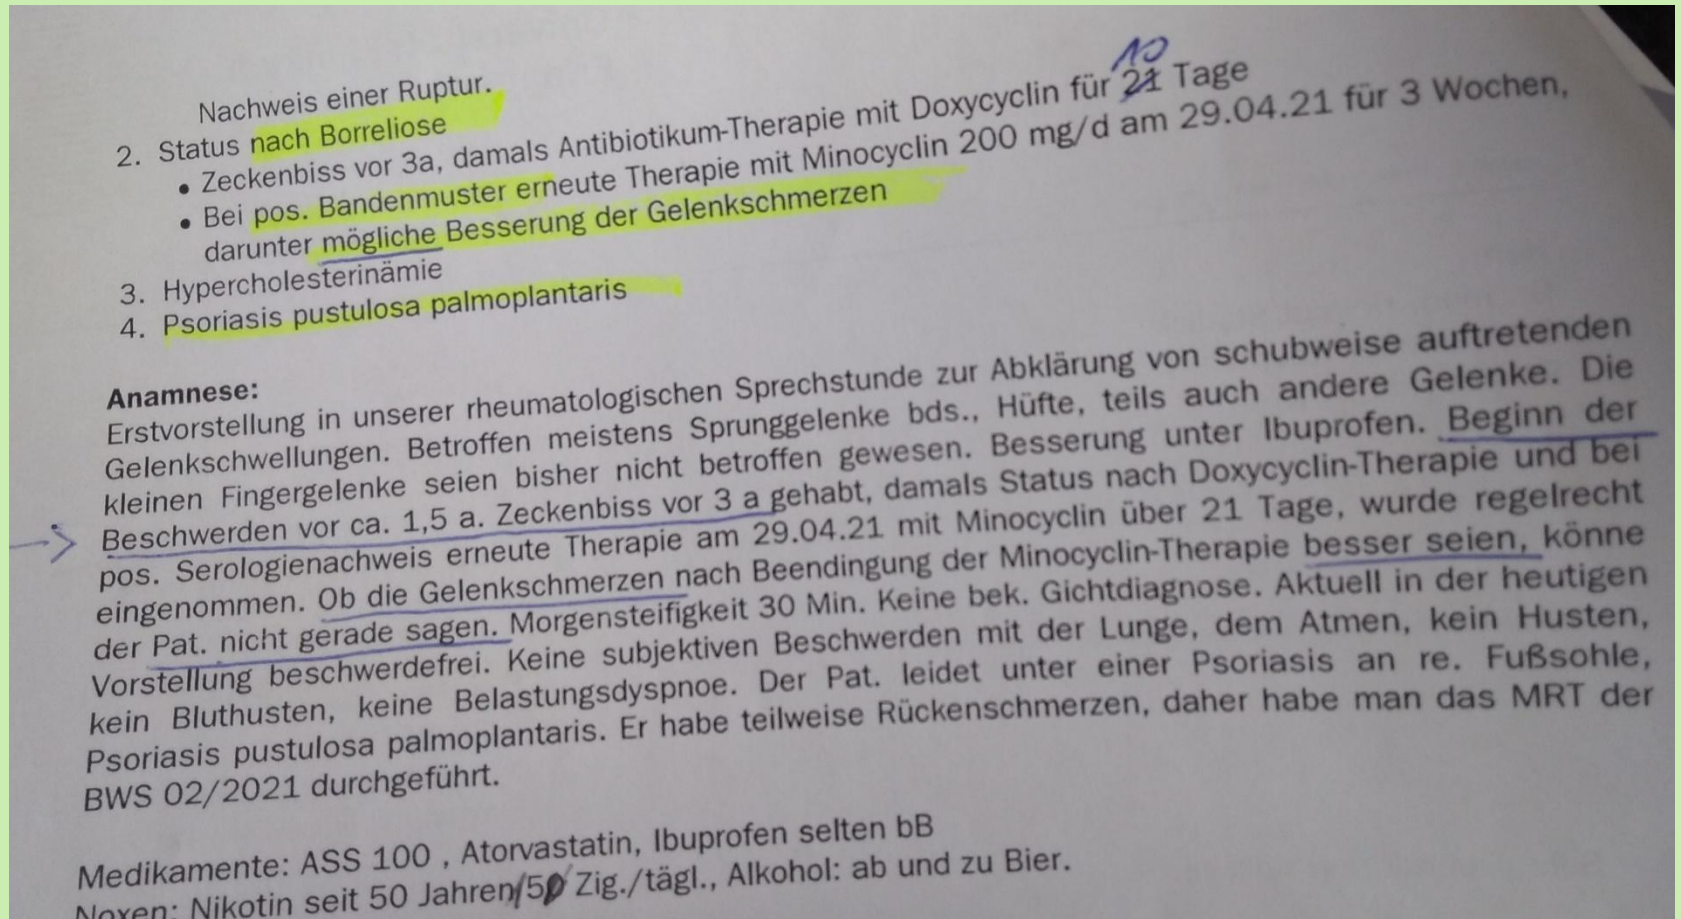 Nachweis einer Ruptur.
2. Status nach Borreliose
10
• Zeckenbiss vor 3a, damals Antibiotikum-Therapie mit Doxycyclin für 21 Tage
• Bei pos. Bandenmuster erneute Therapie mit Minocyclin 200 mg/d am 29.04.21 für 3 Wochen,
darunter mögliche Besserung der Gelenkschmerzen
3. Hypercholesterinämie
4. Psoriasis pustulosa palmoplantaris
Anamnese:
Erstvorstellung in unserer rheumatologischen Sprechstunde zur Abklärung von schubweise auftretenden
Gelenkschwellungen. Betroffen meistens Sprunggelenke bds., Hüfte, teils auch andere Gelenke. Die
kleinen Fingergelenke seien bisher nicht betroffen gewesen. Besserung unter Ibuprofen. Beginn der
Beschwerden vor ca. 1,5 a. Zeckenbiss vor 3 a gehabt, damals Status nach Doxycyclin-Therapie und bei
pos. Serologienachweis erneute Therapie am 29.04.21 mit Minocyclin über 21 Tage, wurde regelrecht
eingenommen. Ob die Gelenkschmerzen nach Beendingung der Minocyclin-Therapie besser seien, könne
der Pat. nicht gerade sagen. Morgensteifigkeit 30 Min. Keine bek. Gichtdiagnose. Aktuell in der heutigen
Vorstellung beschwerdefrei. Keine subjektiven Beschwerden mit der Lunge, dem Atmen, kein Husten,
kein Bluthusten, keine Belastungsdyspnoe. Der Pat. leidet unter einer Psoriasis an re. Fußsohle,
Psoriasis pustulosa palmoplantaris. Er habe teilweise Rückenschmerzen, daher habe man das MRT der
BWS 02/2021 durchgeführt.
Medikamente: ASS 100 , Atorvastatin, Ibuprofen selten bB
Noxen: Nikotin seit 50 Jahren/50 Zig./tägl., Alkohol: ab und zu Bier.